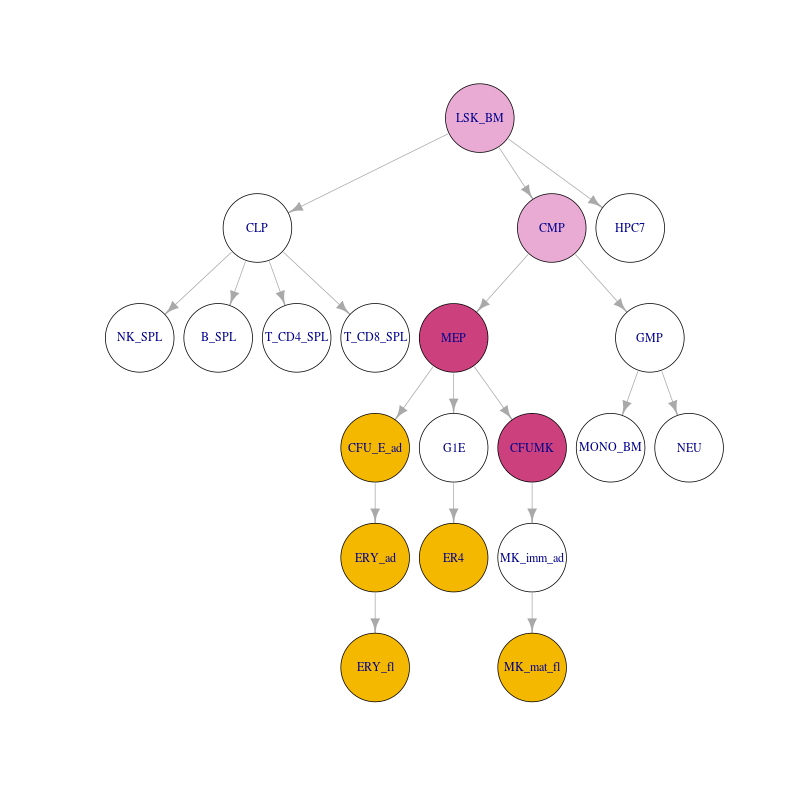 LSK_BM
CLP
CMP
HPC7
NK_SPL
B_SPL
T_CD4_SPL
T_CD8_SPL
MEP
GMP
CFU_E_ad
G1E
CFUMK
MONO_BM
NEU
ERY_ad
ER4
MK_imm_ad
ERY_fl
MK_mat_fl